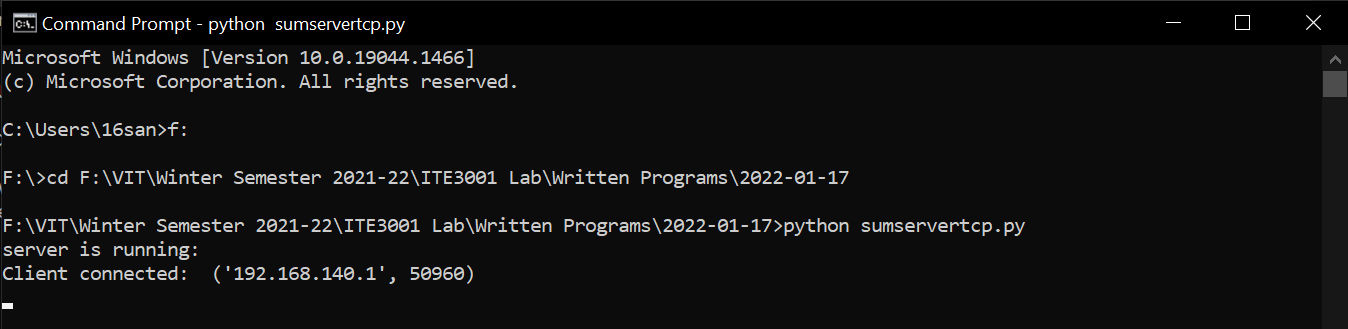 Command Prompt - python  sumservertcp.py
Microsoft Windows [Version 10.0.19044.1466]
(c) Microsoft Corporation. All rights reserved.
C:\Users\16san>f:
F:\>cd F:\VIT\Winter Semester 2021-22\ITE3001 Lab\Written Programs\2022-01-17
F:\VIT\Winter Semester 2021-22\ITE3001 Lab\Written Programs\2022-01-17>python sumservertcp.py
server is running:
Client connected:  ('192.168.140.1', 50960)